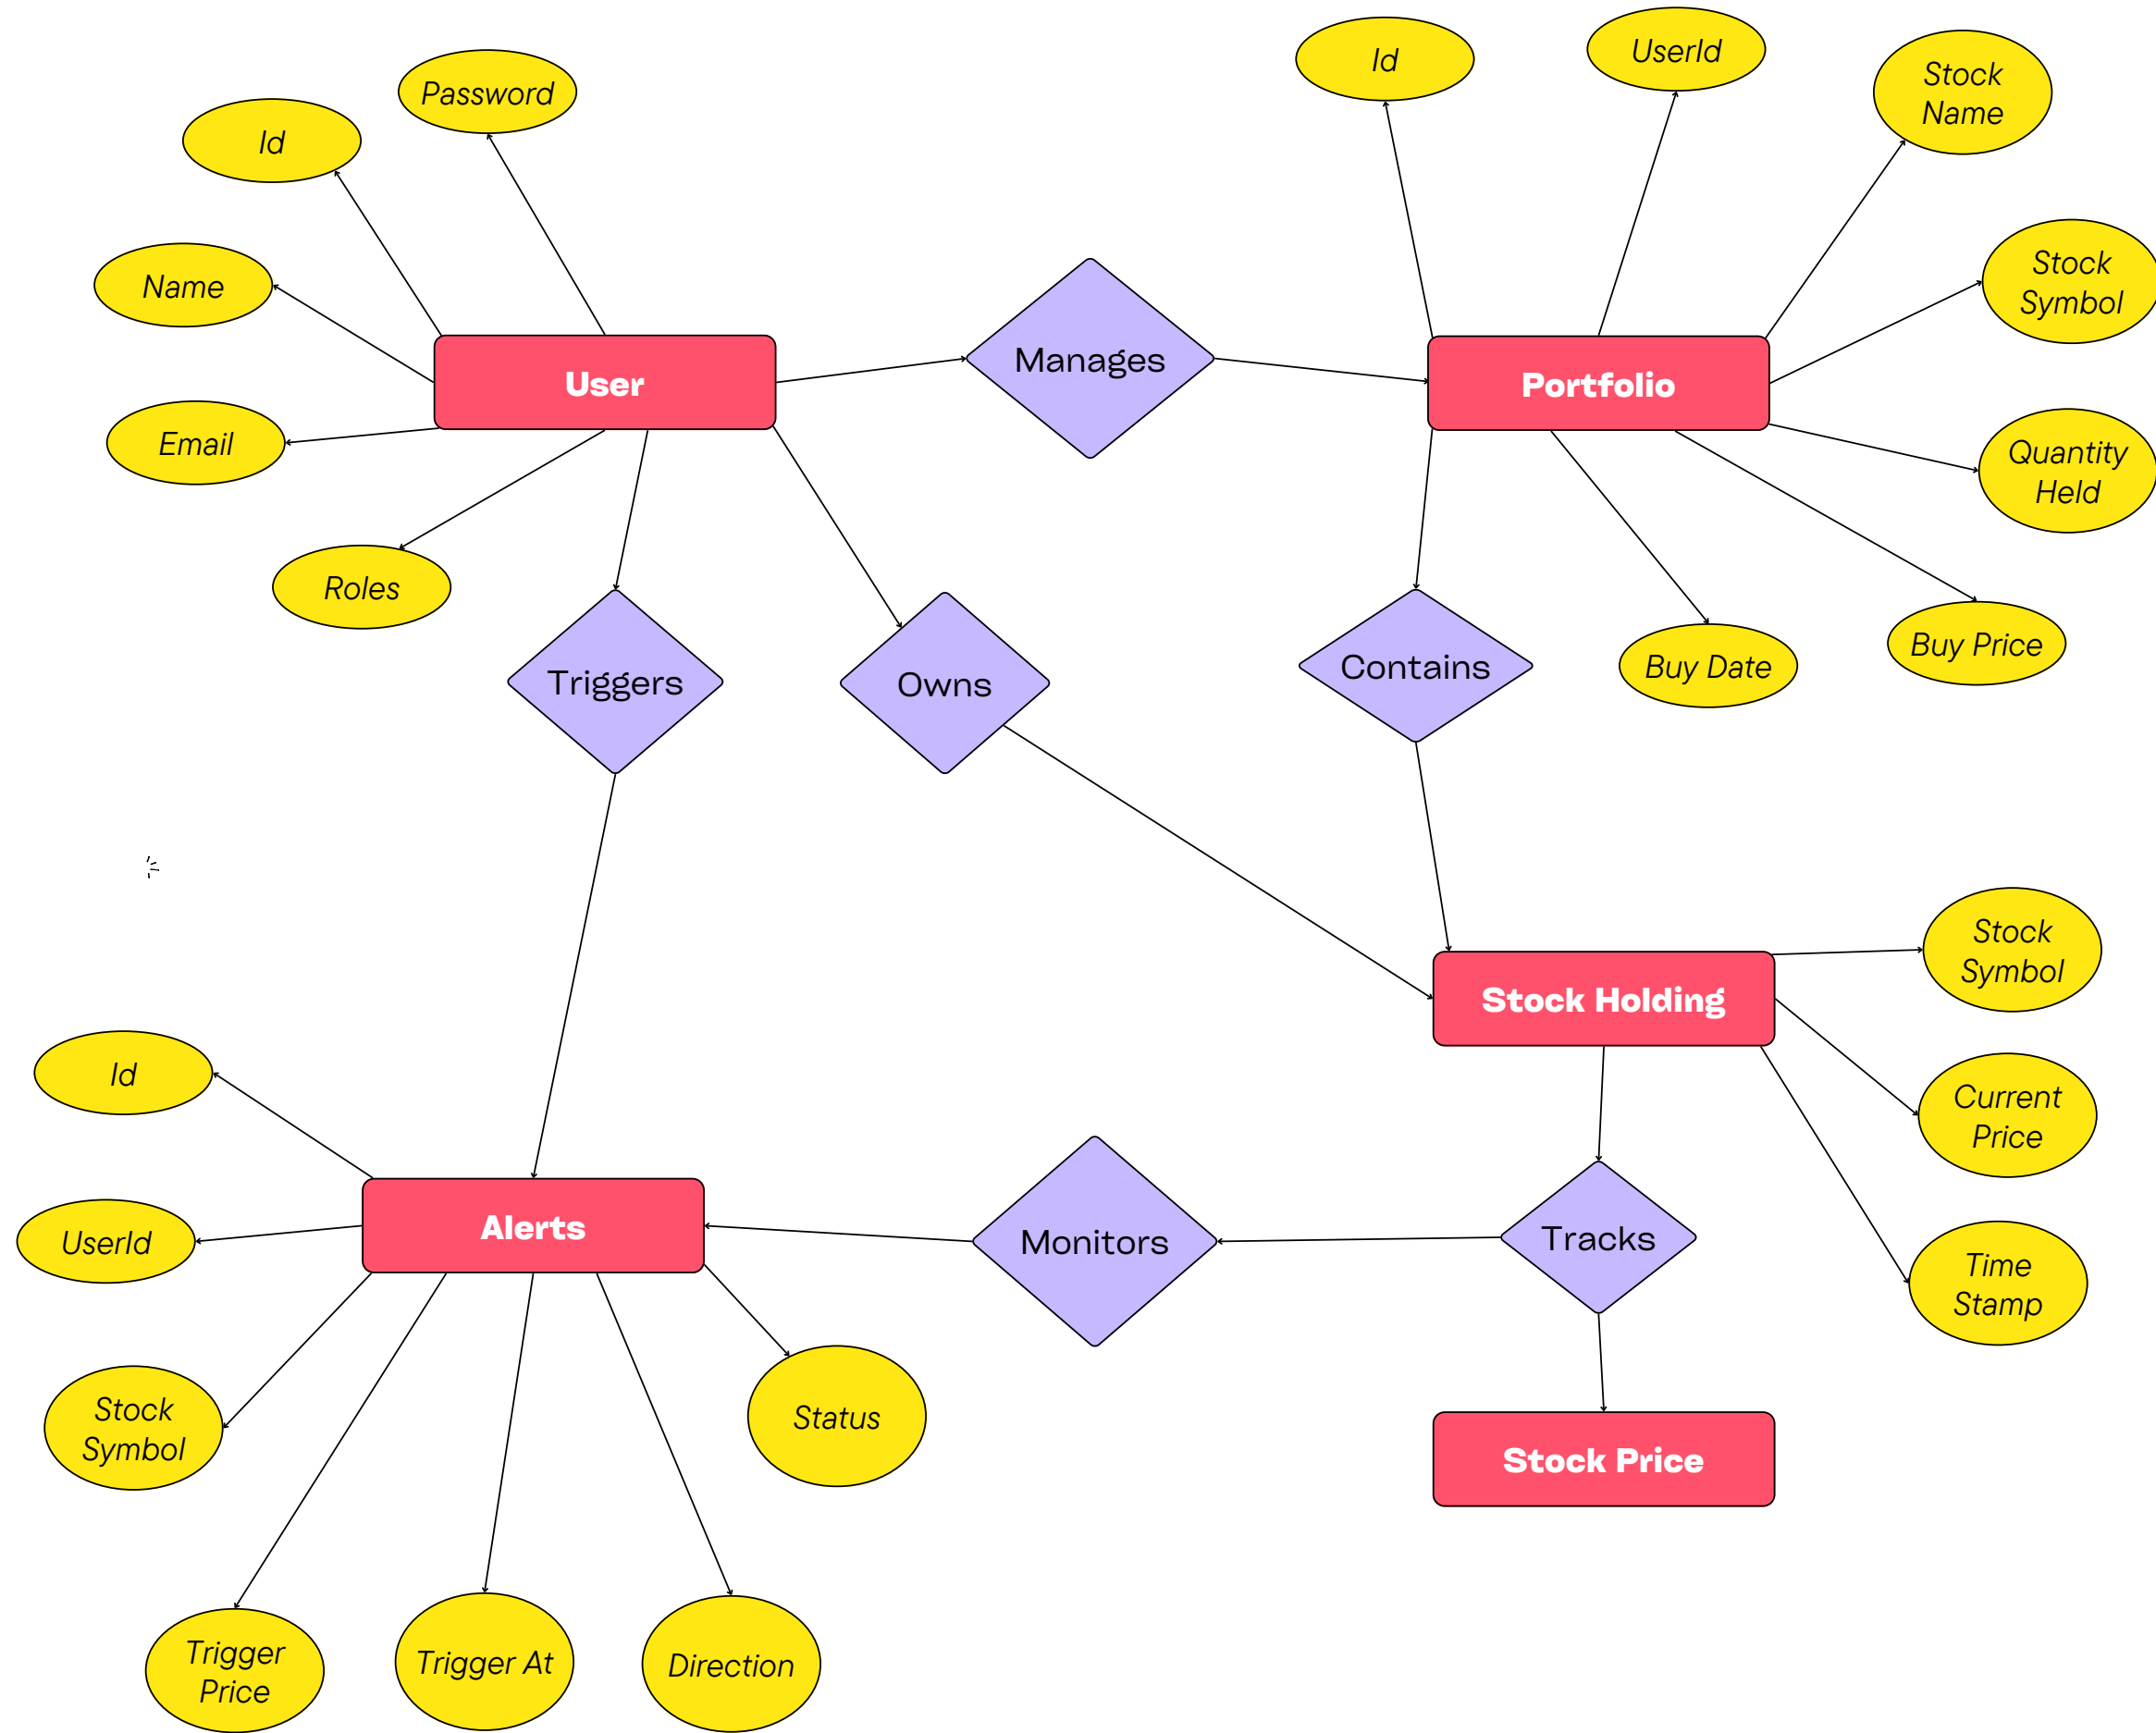 Id
UserId
Stock
Name
Password
Id
Stock
Symbol
Name
Manages
User
Portfolio
Email
Quantity
Held
Roles
Triggers
Owns
Contains
Buy Date
Buy Price
Stock
Symbol
Stock Holding
Id
Current
Price
Alerts
UserId
Monitors
Tracks
Time
Stamp
Stock
Symbol
Status
Stock Price
Trigger
Price
Trigger At
Direction